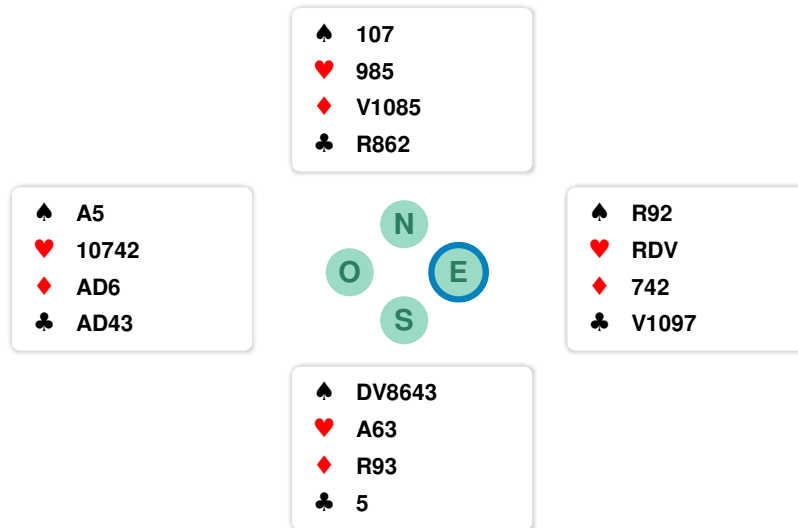 ♠ 107
♥ 985
♦ V1085
♣ R862
♠ A5
♥ 10742
♦ AD6
♣ AD43
N
O
E
S
♠ R92
♥ RDV
♦ 742
♣ V1097
♠ DV8643
♥ A63
♦ R93
♣ 5